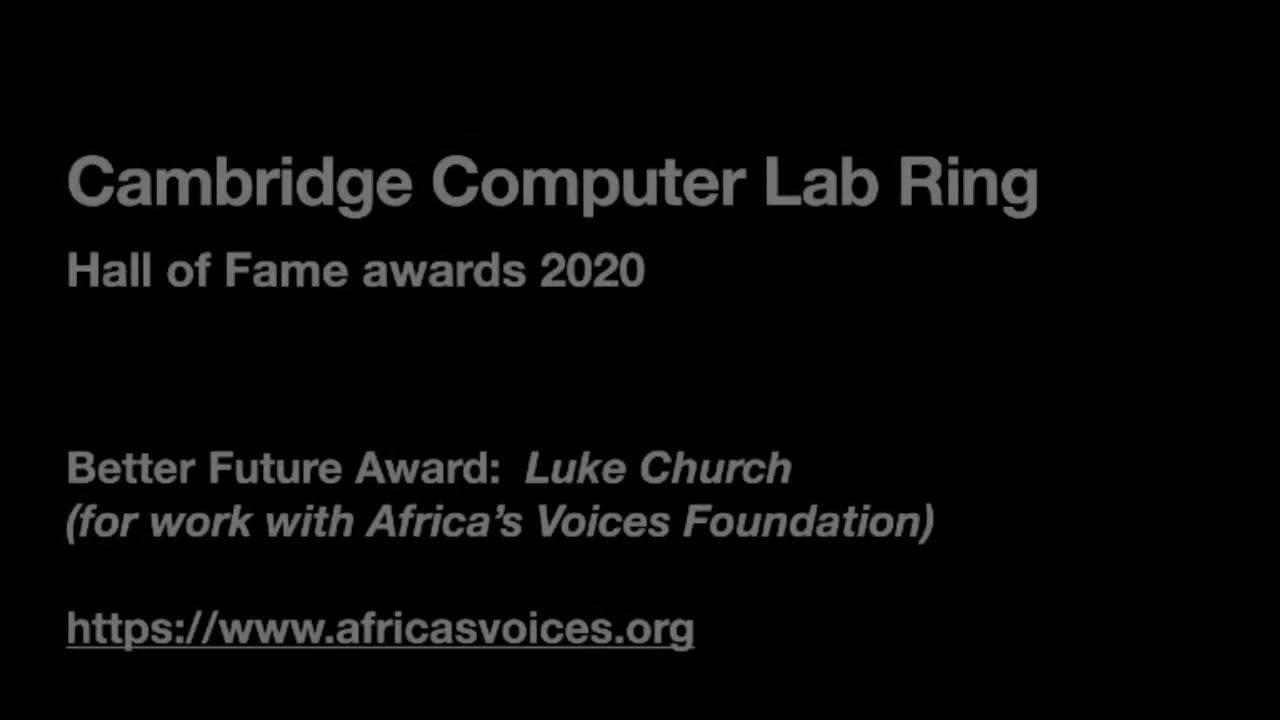 Cambridge Computer Lab Ring
Hall of Fame awards 2020
Better Future Award: Luke Church
(for work with Africa’s Voices Foundation)
https://www.africasvoices.org